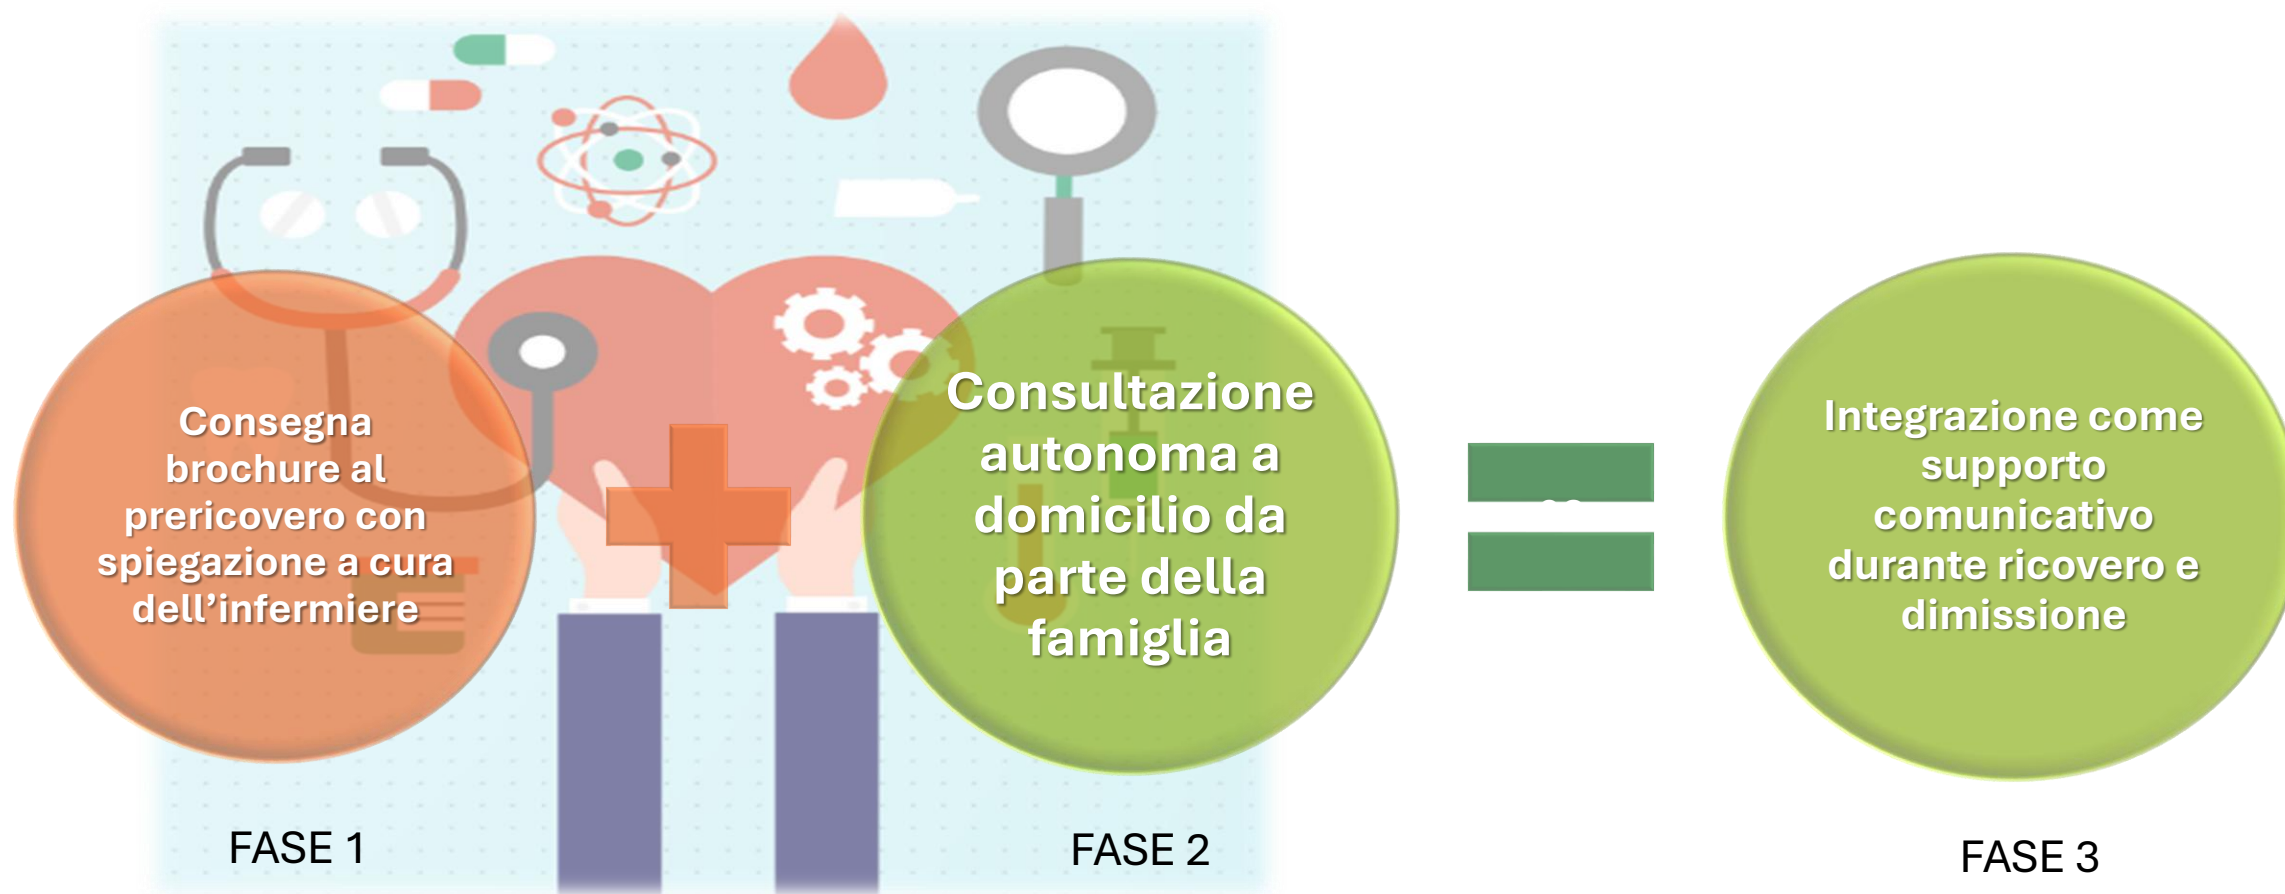 Consegna
brochure al
prericovero con
spiegazione a cura
dell’infermiere
FASE 1
Consultazione
autonoma a
domicilio da
parte della
famiglia
FASE 2
Integrazione come
supporto
comunicativo
durante ricovero e
dimissione
FASE 3